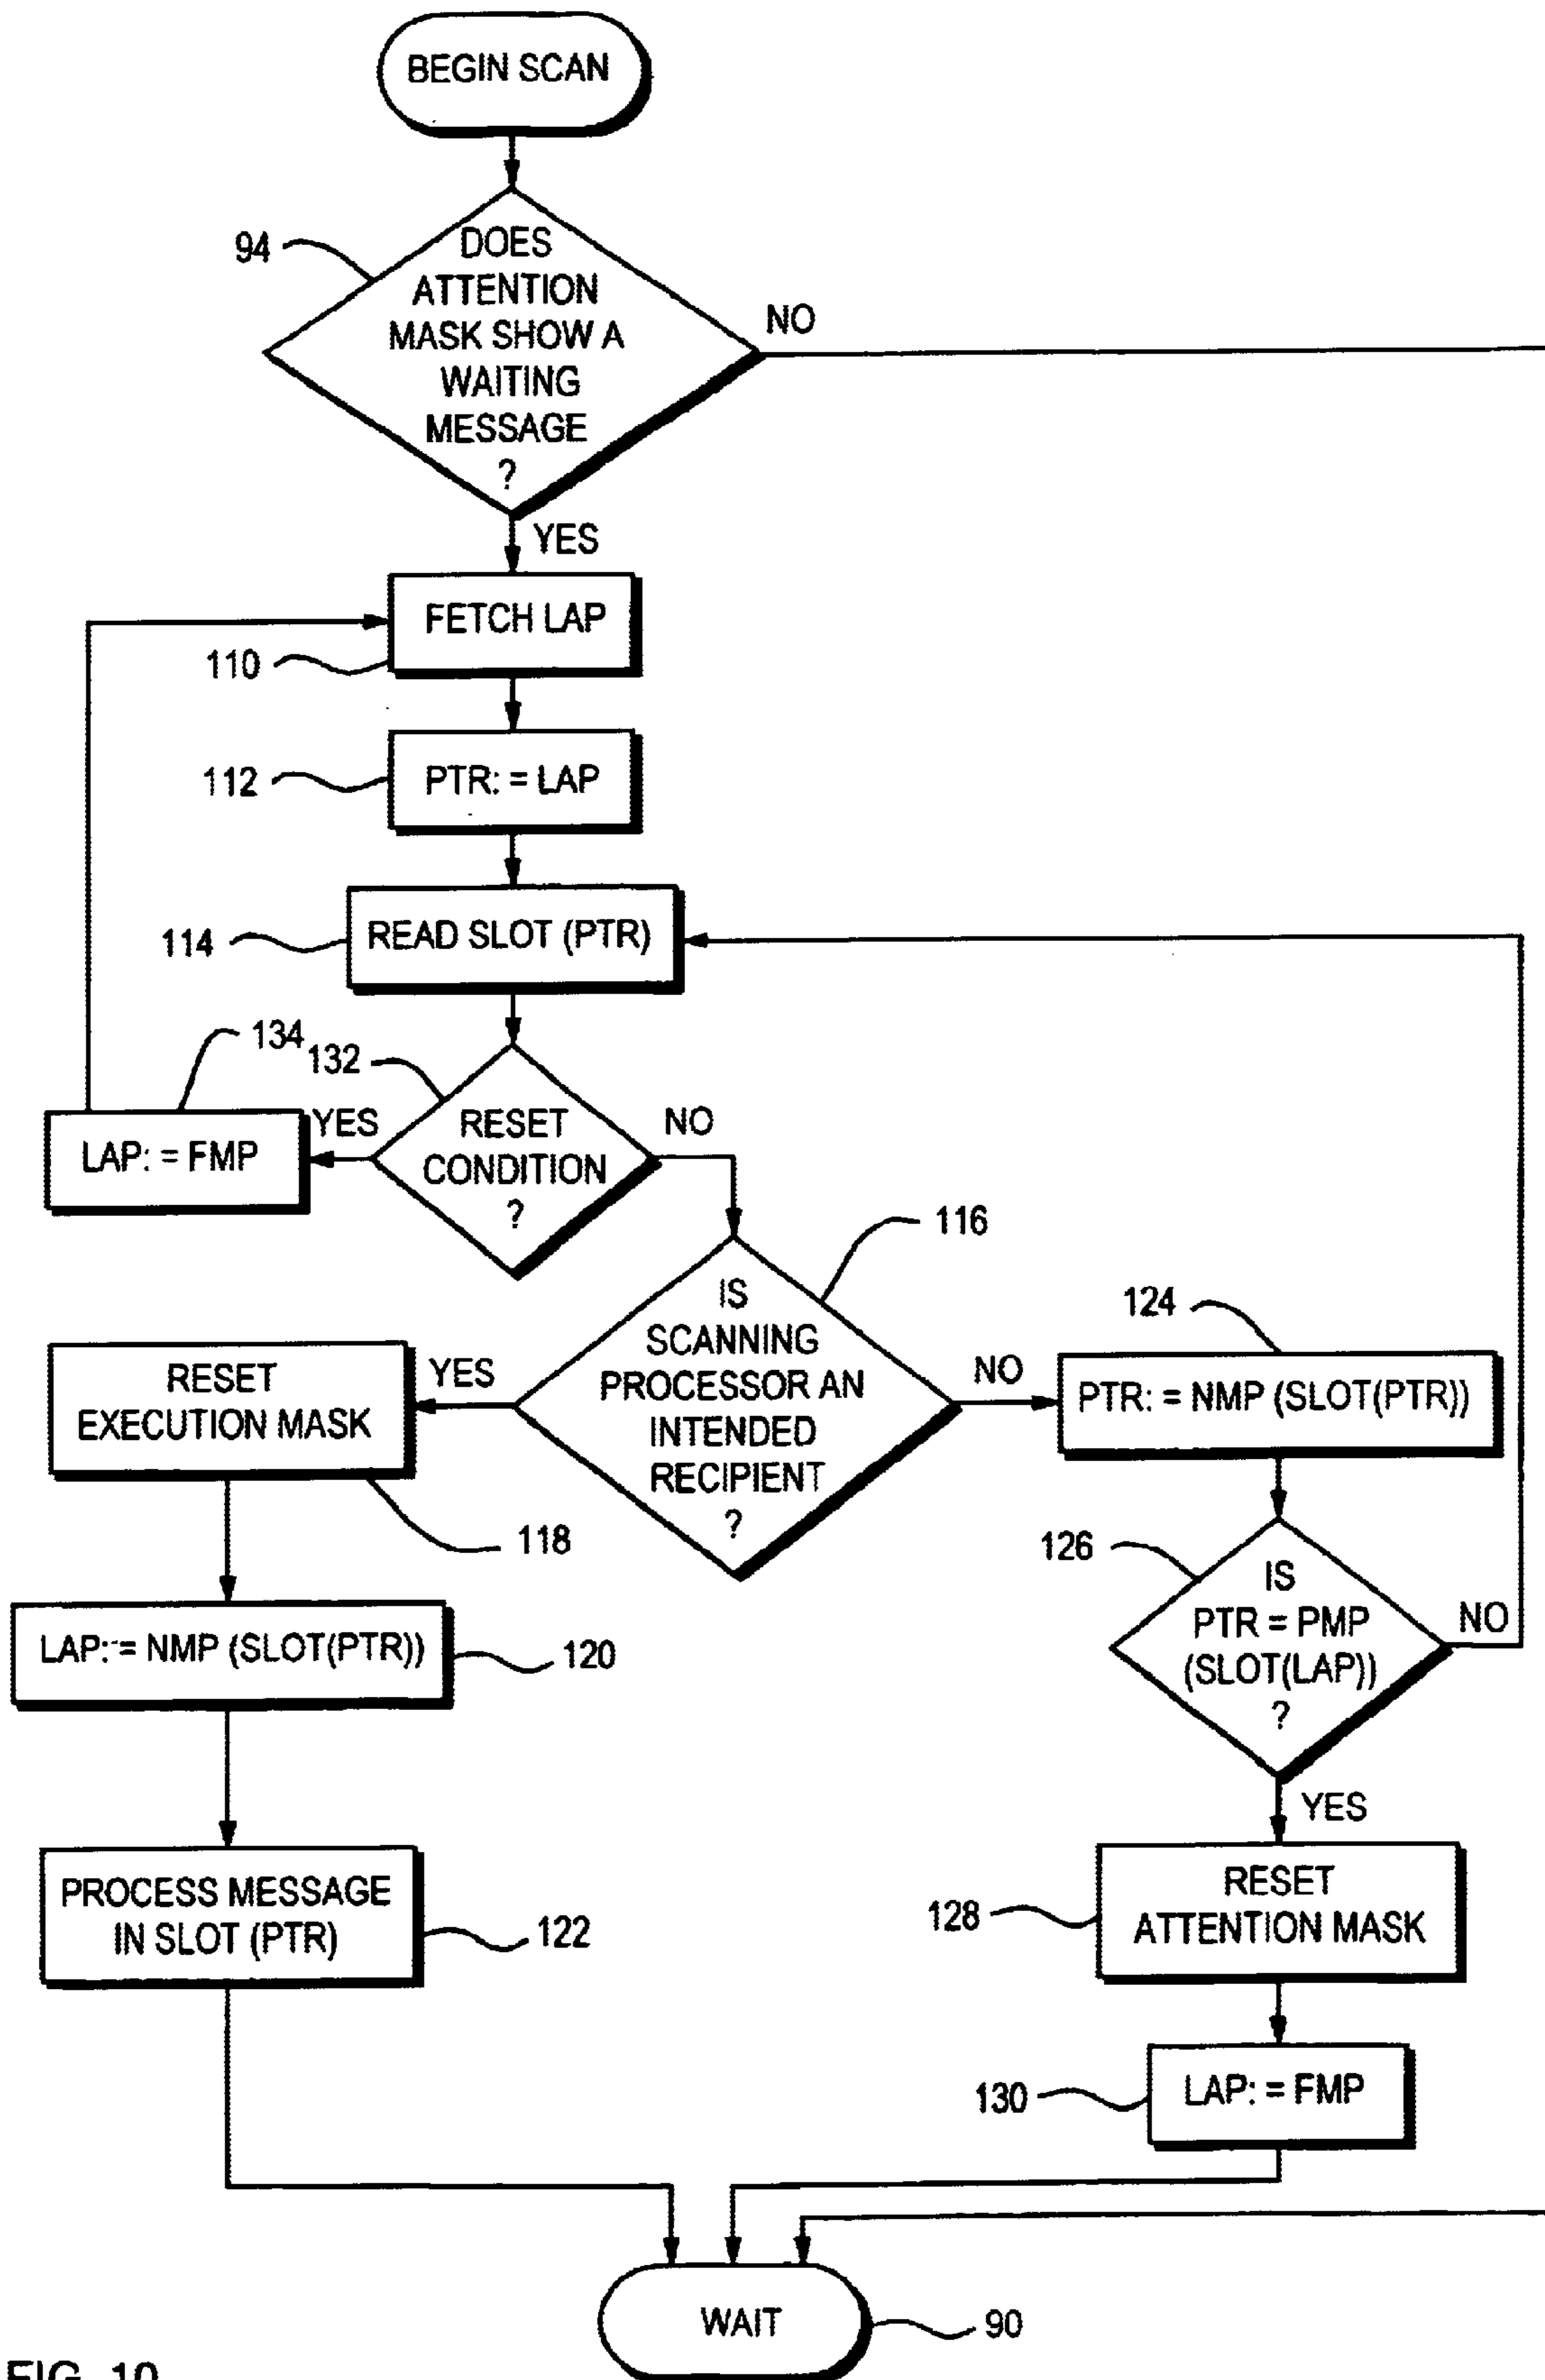 BEGIN SCAN
94
DOES
ATTENTION
MASK SHOW A
WAITING
MESSAGE
?
NO
YES
FETCH LAP
110
PTR: = LAP
112
READ SLOT (PTR)
114
134
132
RESET
CONDITION
?
YES
NO
LAP: = FMP
116
IS
SCANNING
PROCESSOR AN
INTENDED
RECIPIENT
?
YES
NO
RESET
EXECUTION MASK
118
124
PTR: = NMP (SLOT(PTR))
126
IS
PTR = PMP
(SLOT(LAP))
?
NO
YES
LAP: = NMP (SLOT(PTR))
120
PROCESS MESSAGE
IN SLOT (PTR)
122
RESET
ATTENTION MASK
128
LAP: = FMP
130
WAIT
90
FIG. 10